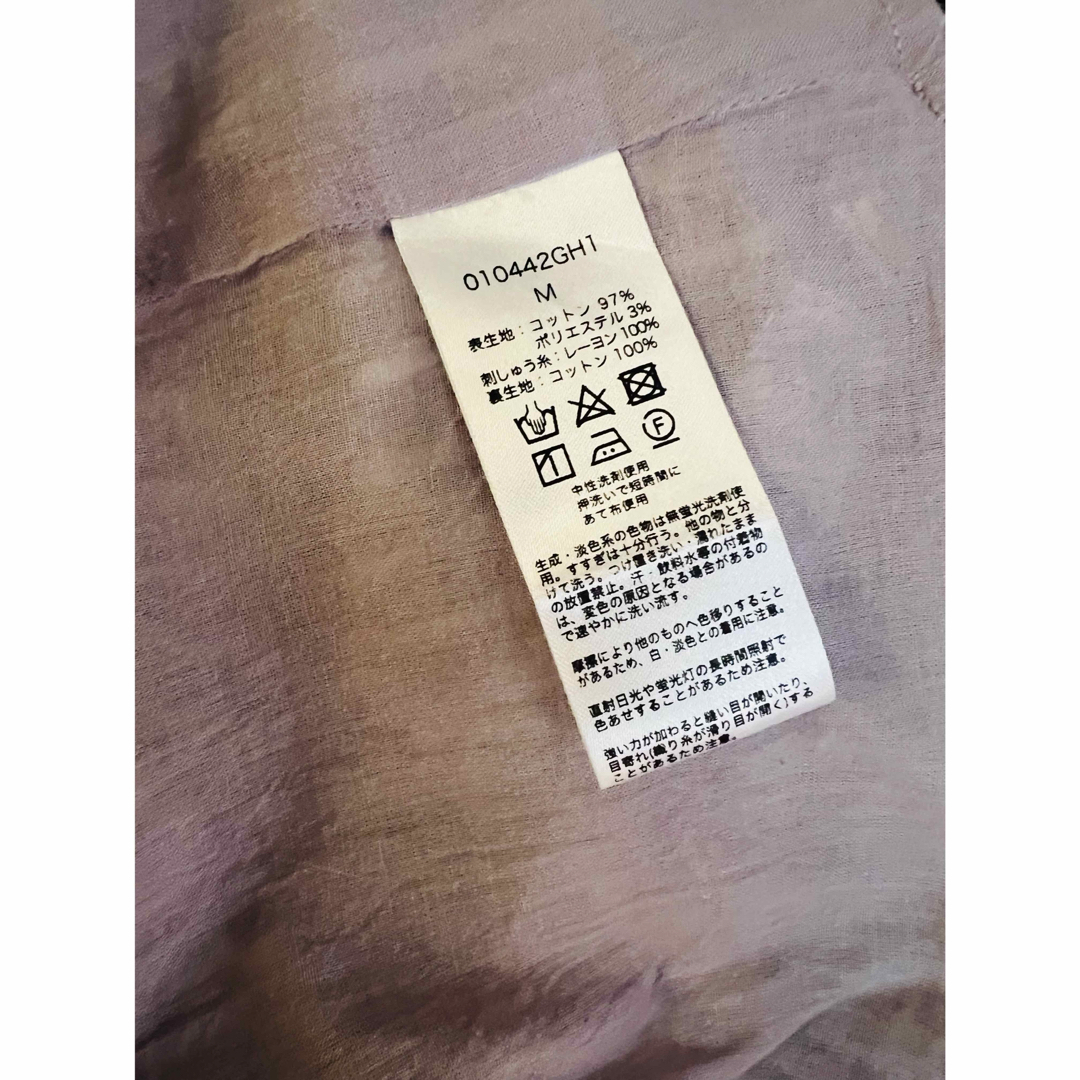 010442GH1
M
表生地：コットン 97%
ポリエステル 3%
刺しゅう糸：レーヨン 100%
裏生地：コットン 100%
F
中性洗剤使用
押洗いで短時間に
あて布使用
生成・淡色系の色物は無蛍光洗剤使
用。すすぎは十分行う。他の物と分
けて洗う。つけ置き洗い・濡れたまま
の放置禁止。汗・飲料水等の付着物
は、変色の原因となる場合があるの
で速やかに洗い流す。
摩擦により他のものへ色移りすること
があるため、白・淡色との着用に注意。
直射日光や蛍光灯の長時間照射で
色あせすることがあるため注意。
強い力が加わると縫い目が開いたり、
目寄れ(織り糸が滑り目が開く)する
ことがあるため注意。